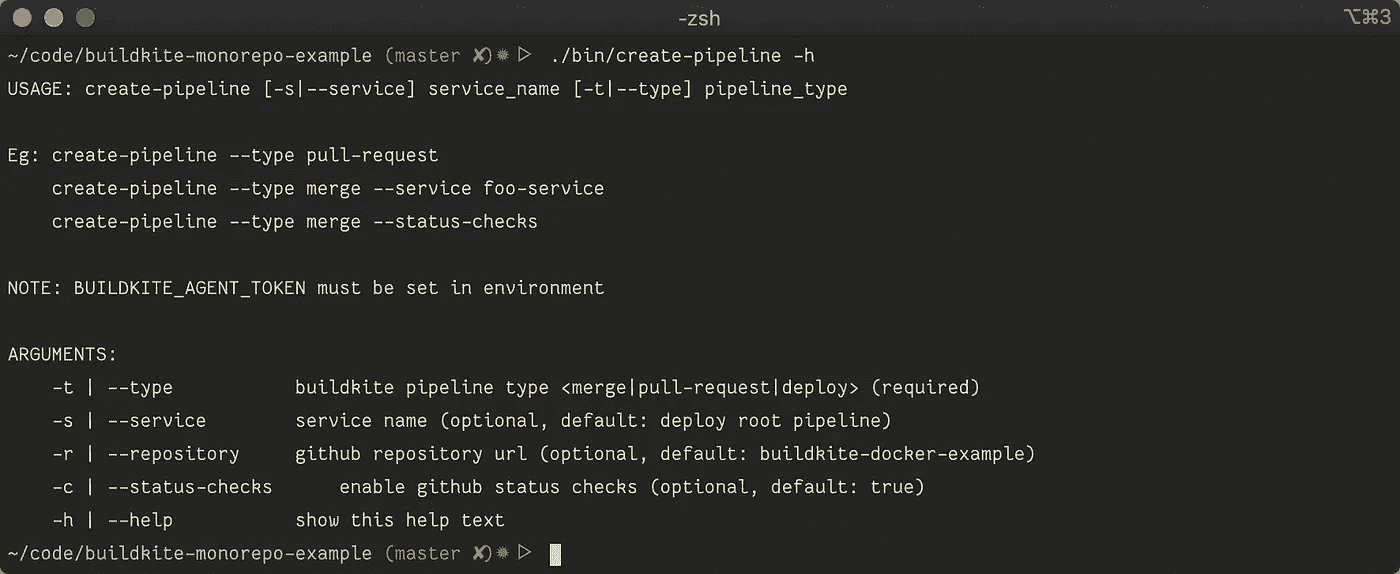 -zsh
⌥⌘3
~/code/buildkite-monorepo-example (master ✘)✹ ▷ ./bin/create-pipeline -h
USAGE: create-pipeline [-s|--service] service_name [-t|--type] pipeline_type
Eg: create-pipeline --type pull-request
create-pipeline --type merge --service foo-service
create-pipeline --type merge --status-checks
NOTE: BUILDKITE_AGENT_TOKEN must be set in environment
ARGUMENTS:
-t | --type buildkite pipeline type <merge|pull-request|deploy> (required)
-s | --service service name (optional, default: deploy root pipeline)
-r | --repository github repository url (optional, default: buildkite-docker-example)
-c | --status-checks enable github status checks (optional, default: true)
-h | --help show this help text
~/code/buildkite-monorepo-example (master ✘)✹ ▷